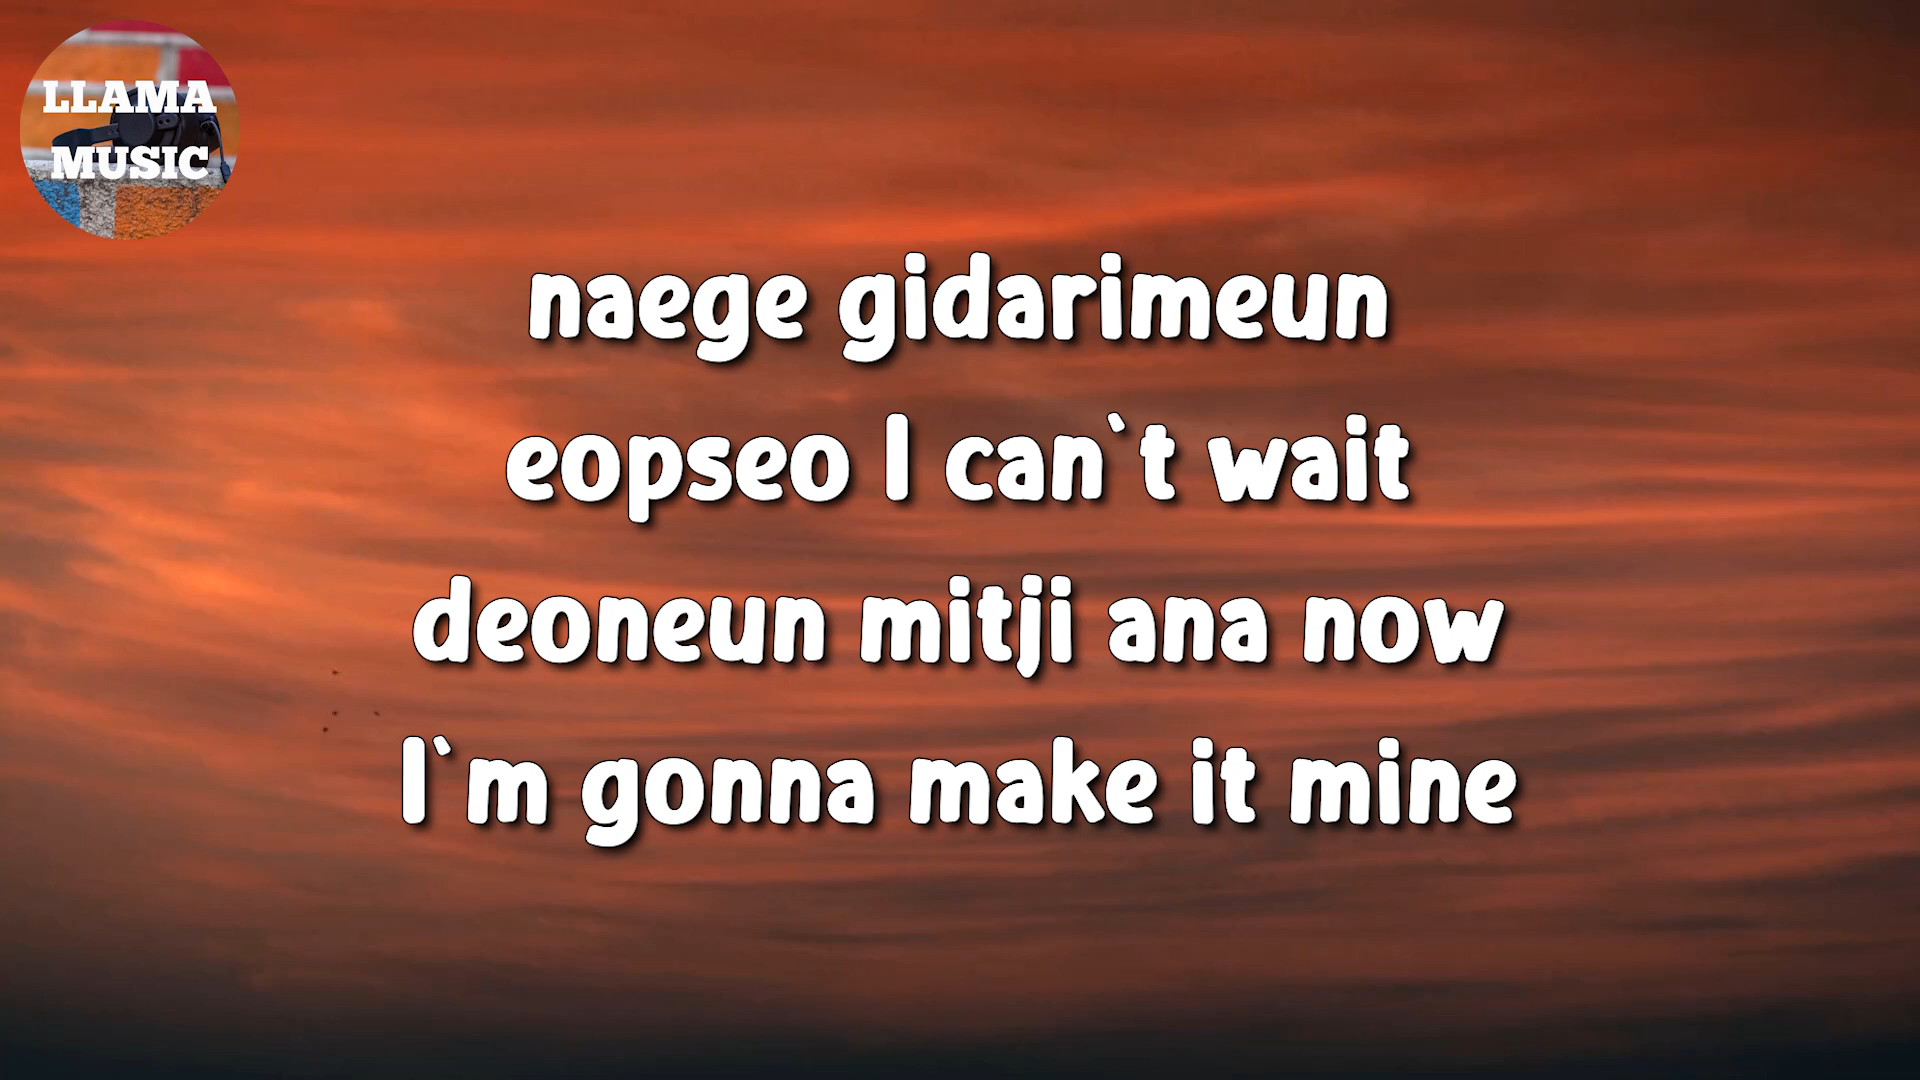 LLAMA
MUSIC
naege gidarimeun
eopseo I can`t wait
deoneun mitji ana now
I`m gonna make it mine